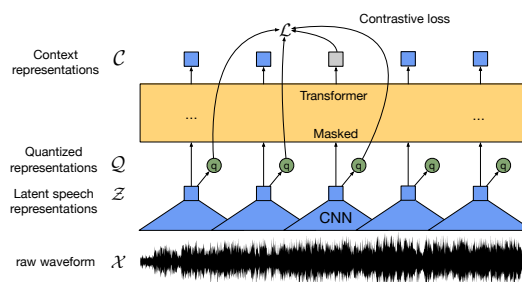 Contrastive loss
ℒ
Context
representations
𝒞
Transformer
... ...
Masked
Quantized
representations
𝒬
q q q q q
Latent speech
representations
𝒵
CNN
raw waveform 𝒳